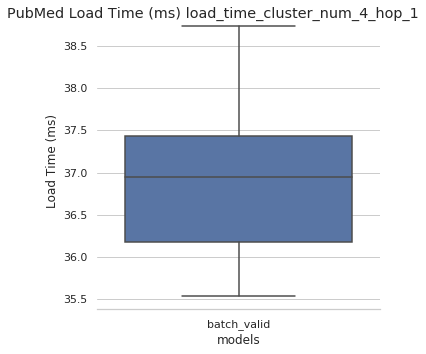 PubMed Load Time (ms) load_time_cluster_num_4_hop_1
38.5
38.0
37.5
37.0
36.5
36.0
35.5
Load Time (ms)
batch_valid
models